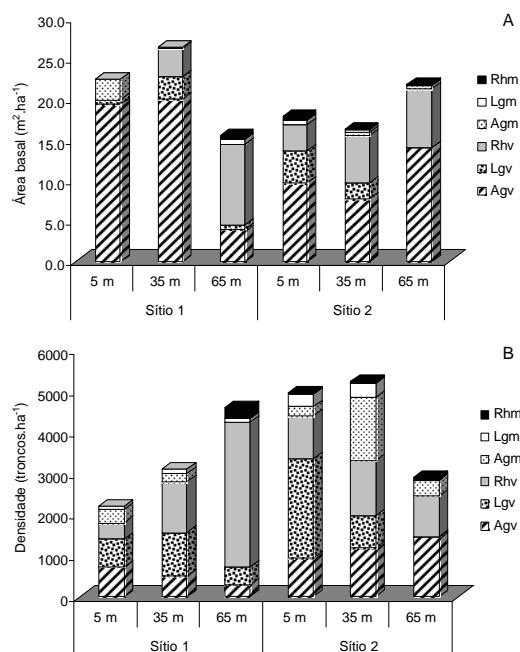 A
Área basal (m².ha⁻¹)
30.0
25.0
20.0
15.0
10.0
5.0
0.0
Rhm
Lgm
Agm
Rhv
Lgv
Agv
5 m 35 m 65 m 5 m 35 m 65 m
Sítio 1 Sítio 2
B
Densidade (troncos.ha⁻¹)
6000
5000
4000
3000
2000
1000
0
Rhm
Lgm
Agm
Rhv
Lgv
Agv
5 m 35 m 65 m 5 m 35 m 65 m
Sítio 1 Sítio 2